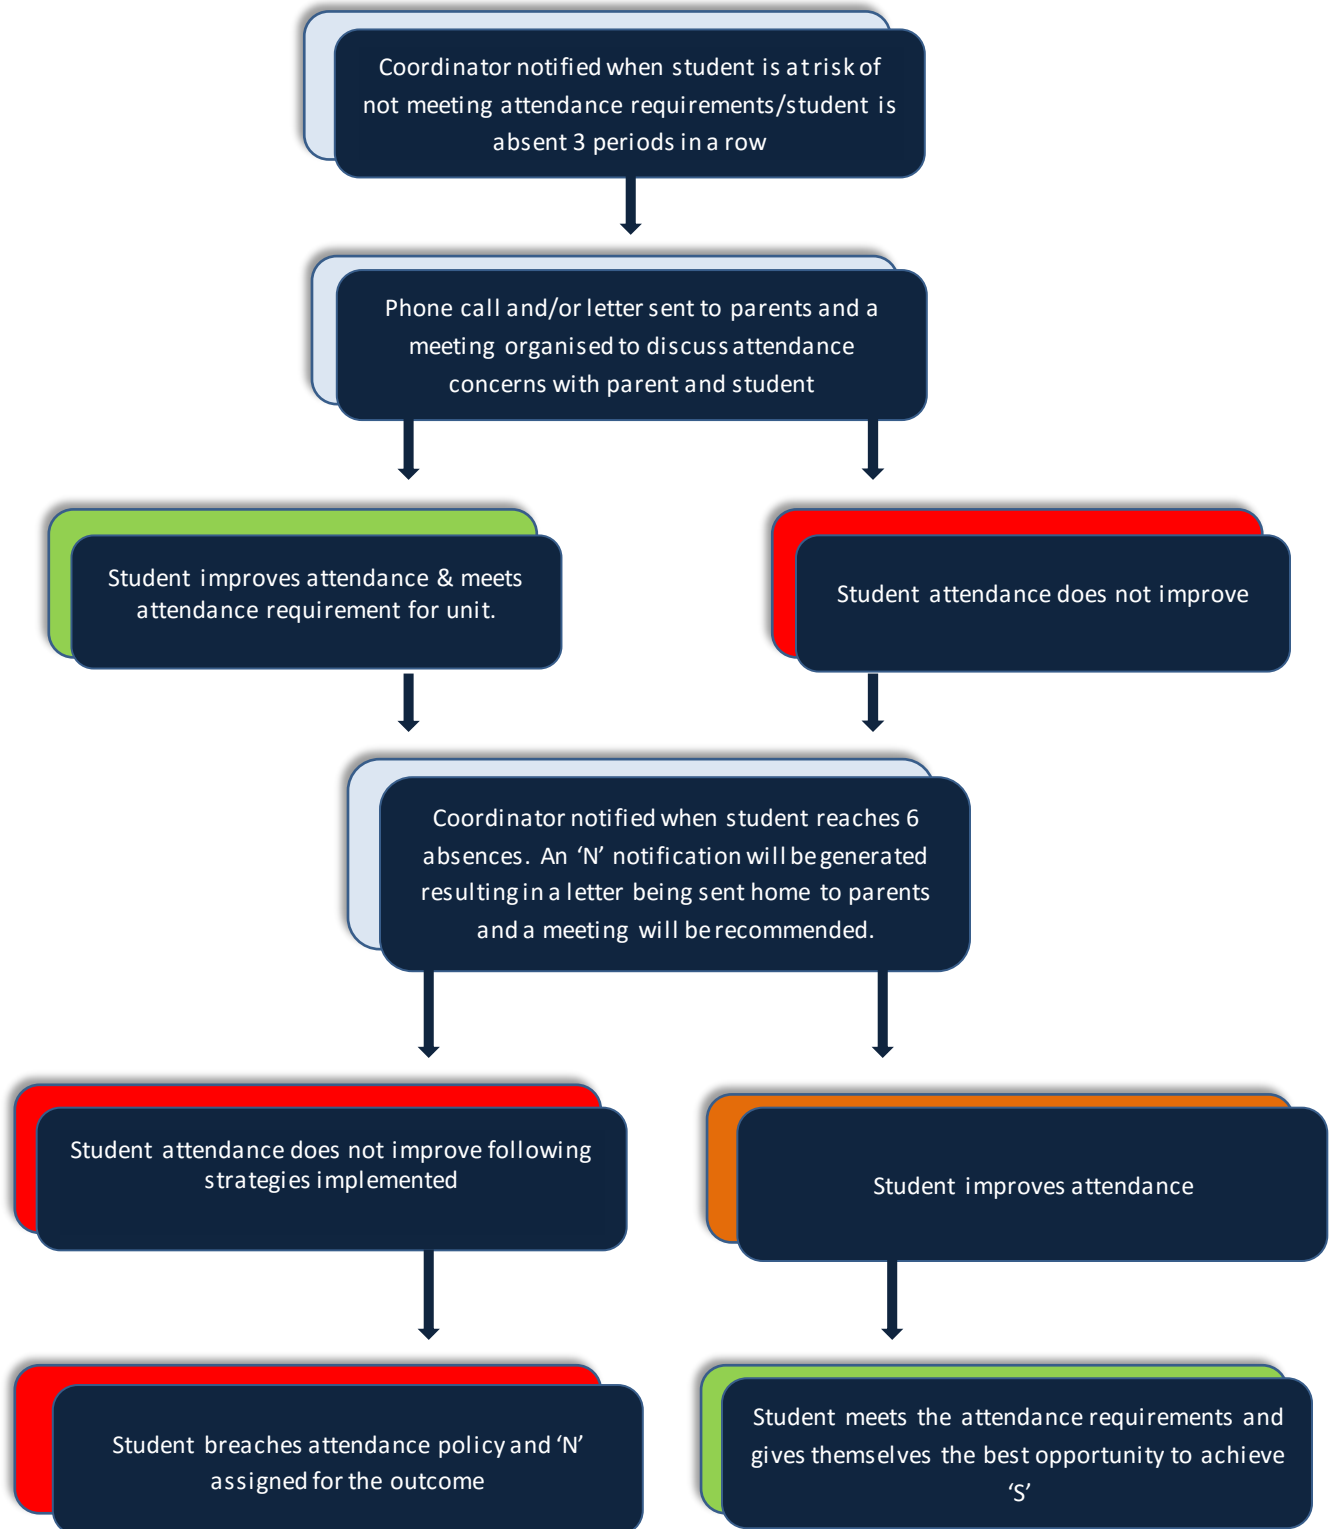 Coordinator notified when student is at risk of
not meeting attendance requirements/student is
absent 3 periods in a row
Phone call and/or letter sent to parents and a
meeting organised to discuss attendance
concerns with parent and student
Student improves attendance & meets
attendance requirement for unit.
Student attendance does not improve
Coordinator notified when student reaches 6
absences. An ‘N’ notification will be generated
resulting in a letter being sent home to parents
and a meeting will be recommended.
Student attendance does not improve following
strategies implemented
Student improves attendance
Student breaches attendance policy and ‘N’
assigned for the outcome
Student meets the attendance requirements and
gives themselves the best opportunity to achieve
‘S’